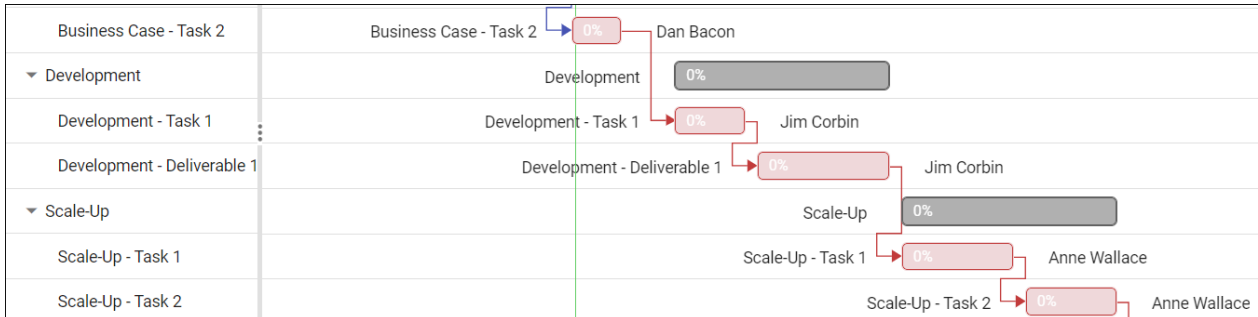 Business Case - Task 2 Business Case - Task 2 0% Dan Bacon
Development Development 0%
Development - Task 1 Development - Task 1 0% Jim Corbin
Development - Deliverable 1 Development - Deliverable 1 0% Jim Corbin
Scale-Up Scale-Up 0%
Scale-Up - Task 1 Scale-Up - Task 1 0% Anne Wallace
Scale-Up - Task 2 Scale-Up - Task 2 0% Anne Wallace